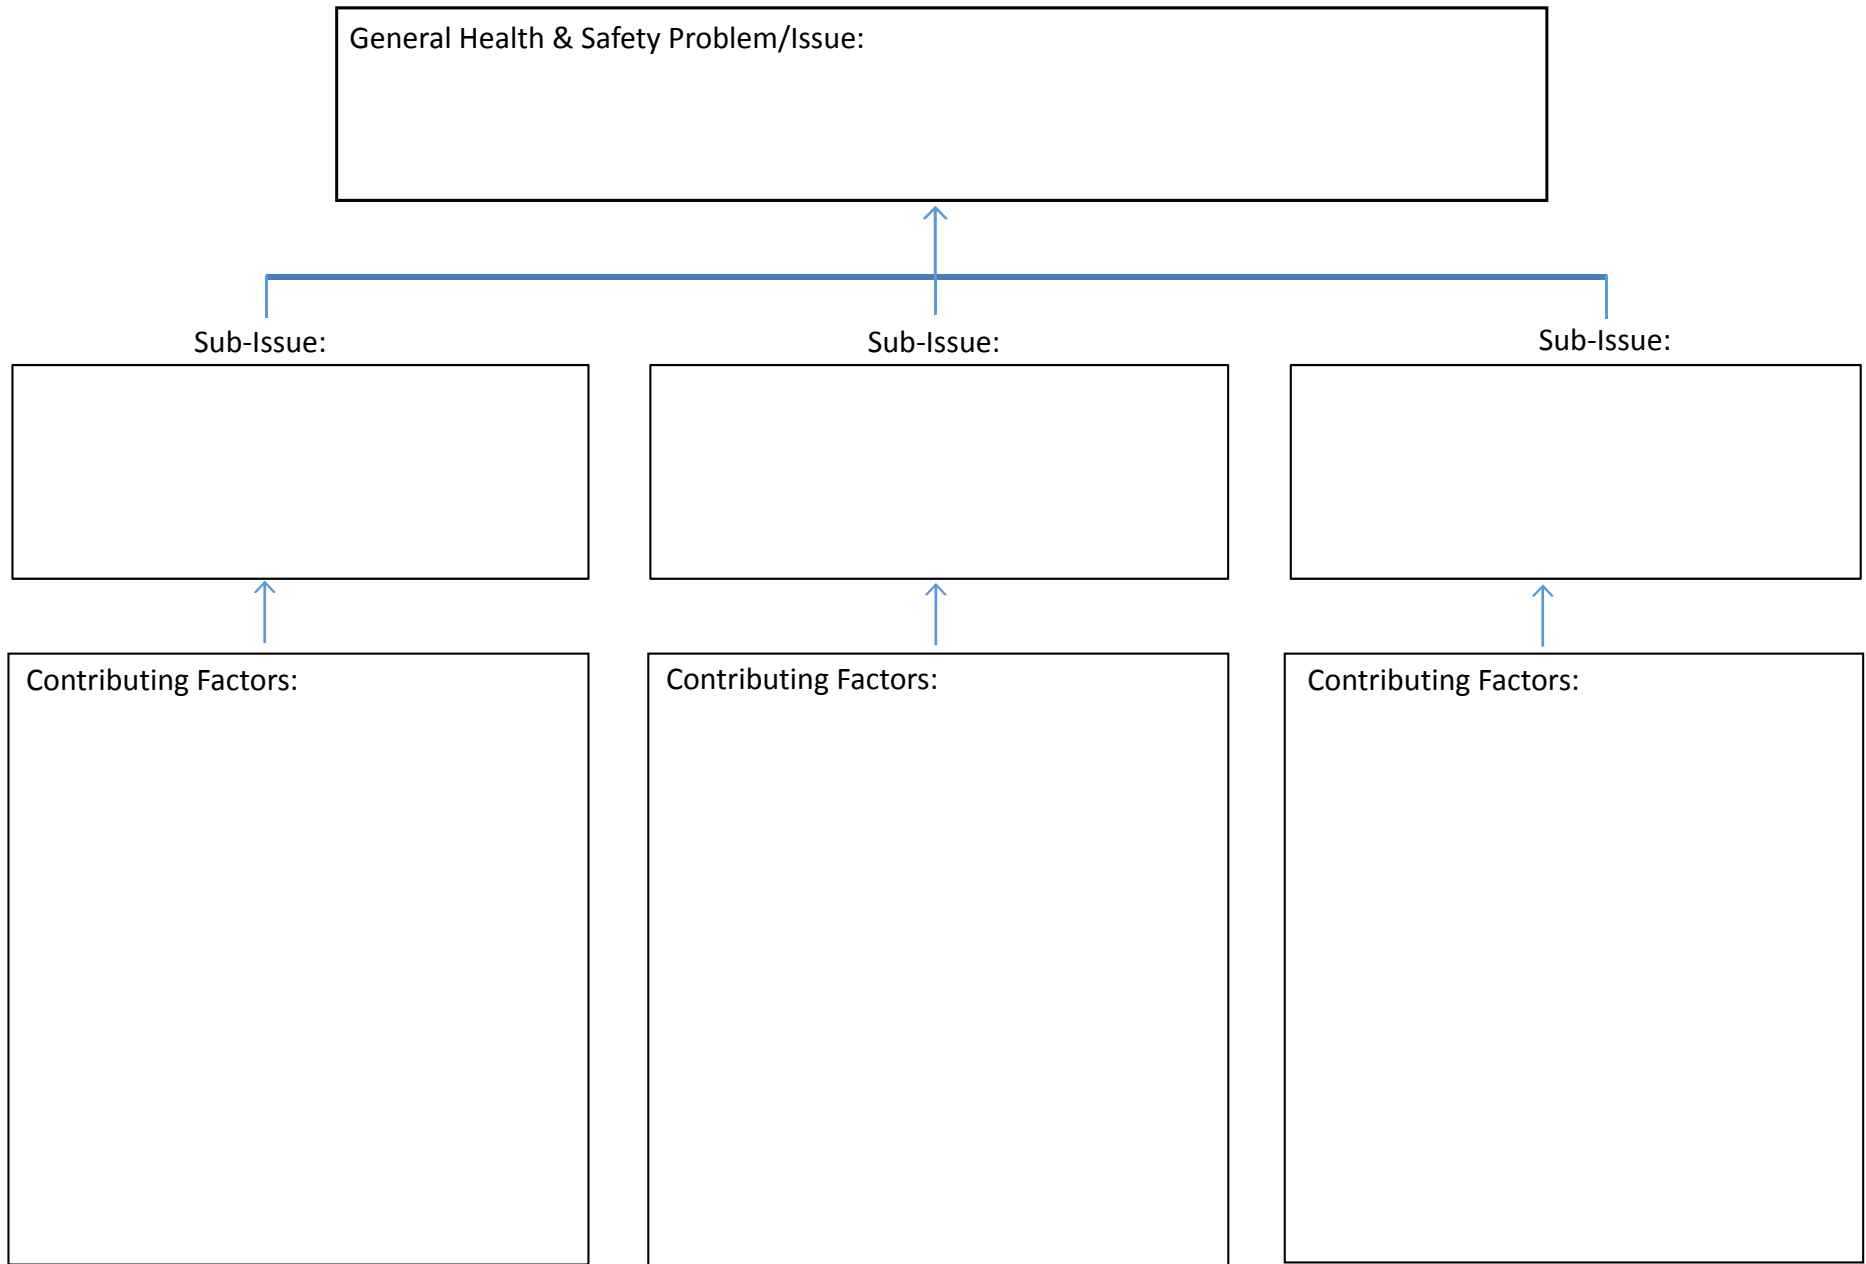 General Health & Safety Problem/Issue:
Sub-Issue:
Sub-Issue:
Sub-Issue:
Contributing Factors:
Contributing Factors:
Contributing Factors: